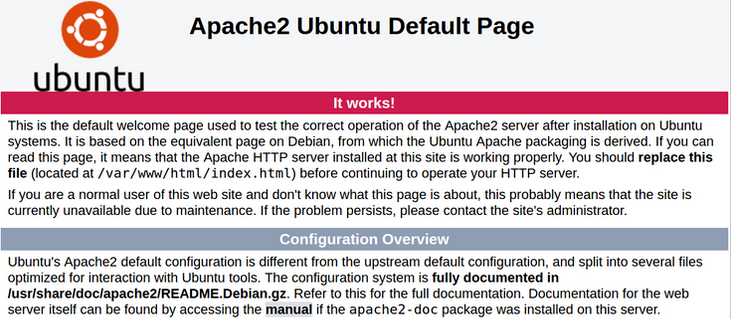 Apache2 Ubuntu Default Page
ubuntu
It works!
This is the default welcome page used to test the correct operation of the Apache2 server after installation on Ubuntu
systems. It is based on the equivalent page on Debian, from which the Ubuntu Apache packaging is derived. If you can
read this page, it means that the Apache HTTP server installed at this site is working properly. You should replace this
file (located at /var/www/html/index.html) before continuing to operate your HTTP server.
If you are a normal user of this web site and don't know what this page is about, this probably means that the site is
currently unavailable due to maintenance. If the problem persists, please contact the site's administrator.
Configuration Overview
Ubuntu's Apache2 default configuration is different from the upstream default configuration, and split into several files
optimized for interaction with Ubuntu tools. The configuration system is fully documented in
/usr/share/doc/apache2/README.Debian.gz. Refer to this for the full documentation. Documentation for the web
server itself can be found by accessing the manual if the apache2-doc package was installed on this server.